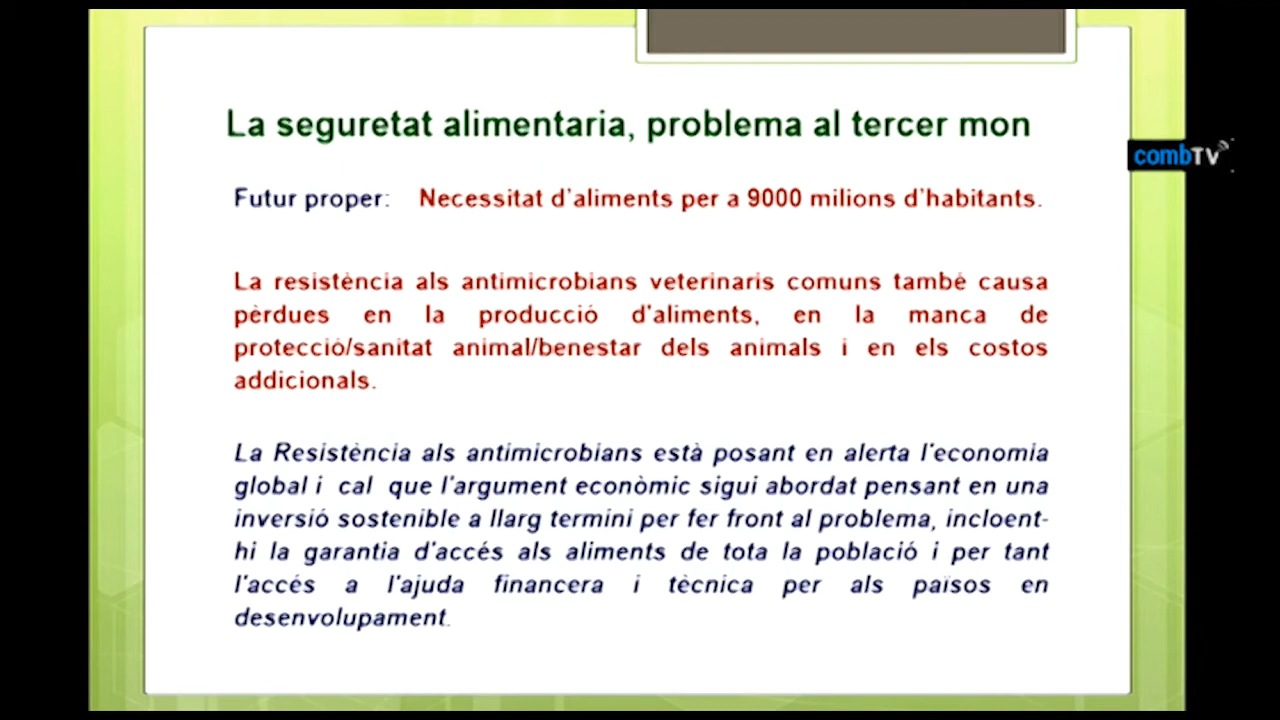 La seguretat alimentaria, problema al tercer mon
combTV
Futur proper: Necessitat d'aliments per a 9000 milions d'habitants.
La resistència als antimicrobians veterinaris comuns també causa
pèrdues en la producció d'aliments, en la manca de
protecció/sanitat animal/benestar dels animals i en els costos
addicionals.
La Resistència als antimicrobians està posant en alerta l'economia
global i cal que l'argument econòmic sigui abordat pensant en una
inversió sostenible a llarg termini per fer front al problema, incloent-
hi la garantia d'accés als aliments de tota la població i per tant
l'accés a l'ajuda financera i tècnica per als països en
desenvolupament.